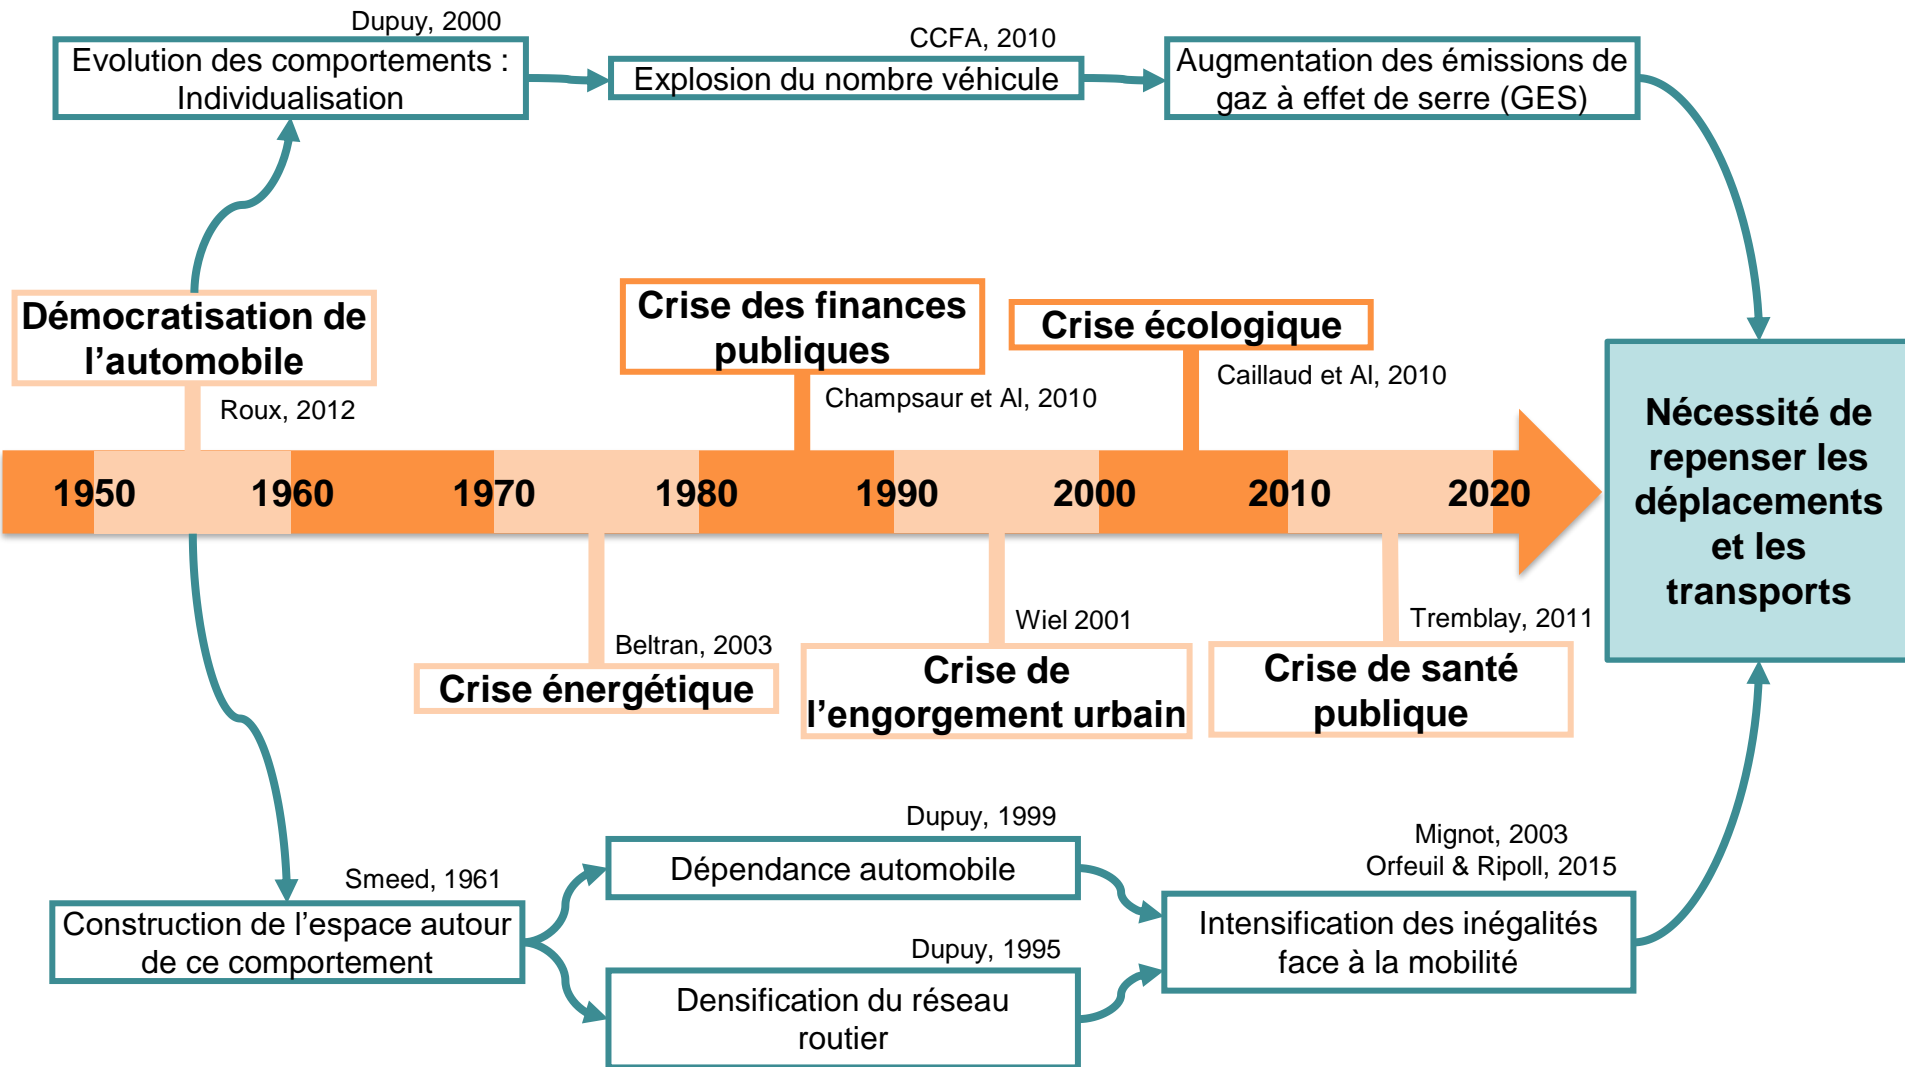 Dupuy, 2000
Evolution des comportements :
Individualisation
CCFA, 2010
Explosion du nombre véhicule
Augmentation des émissions de
gaz à effet de serre (GES)
Démocratisation de
l’automobile
Roux, 2012
Crise des finances
publiques
Champsaur et Al, 2010
Crise écologique
Caillaud et Al, 2010
1950
1960
1970
1980
1990
2000
2010
2020
Nécessité de
repenser les
déplacements
et les
transports
Beltran, 2003
Crise énergétique
Wiel 2001
Crise de
l’engorgement urbain
Tremblay, 2011
Crise de santé
publique
Smeed, 1961
Construction de l’espace autour
de ce comportement
Dupuy, 1999
Dépendance automobile
Dupuy, 1995
Densification du réseau
routier
Mignot, 2003
Orfeuil & Ripoll, 2015
Intensification des inégalités
face à la mobilité